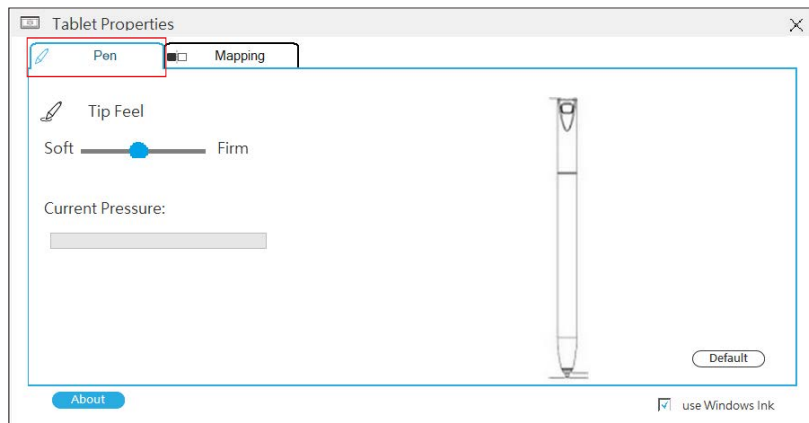 Tablet Properties
Pen
Mapping
Tip Feel
Soft
Firm
Current Pressure:
Default
About
use Windows Ink